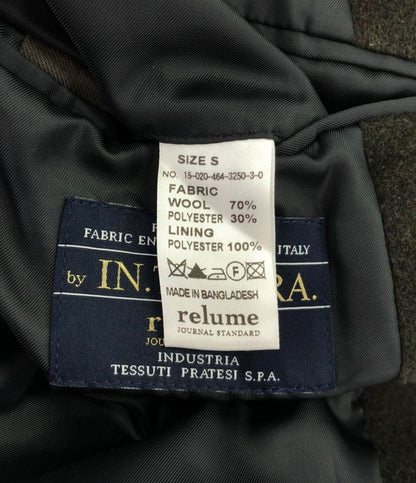 SIZE S
NO. 15-020-464-3250-3-0
FABRIC
WOOL 70%
POLYESTER 30%
LINING
POLYESTER 100%
F
MADE IN BANGLADESH
relume
JOURNAL STANDARD
FABRIC ITALY
by IN.
INDUSTRIA
TESSUTI PRATESI S.P.A.